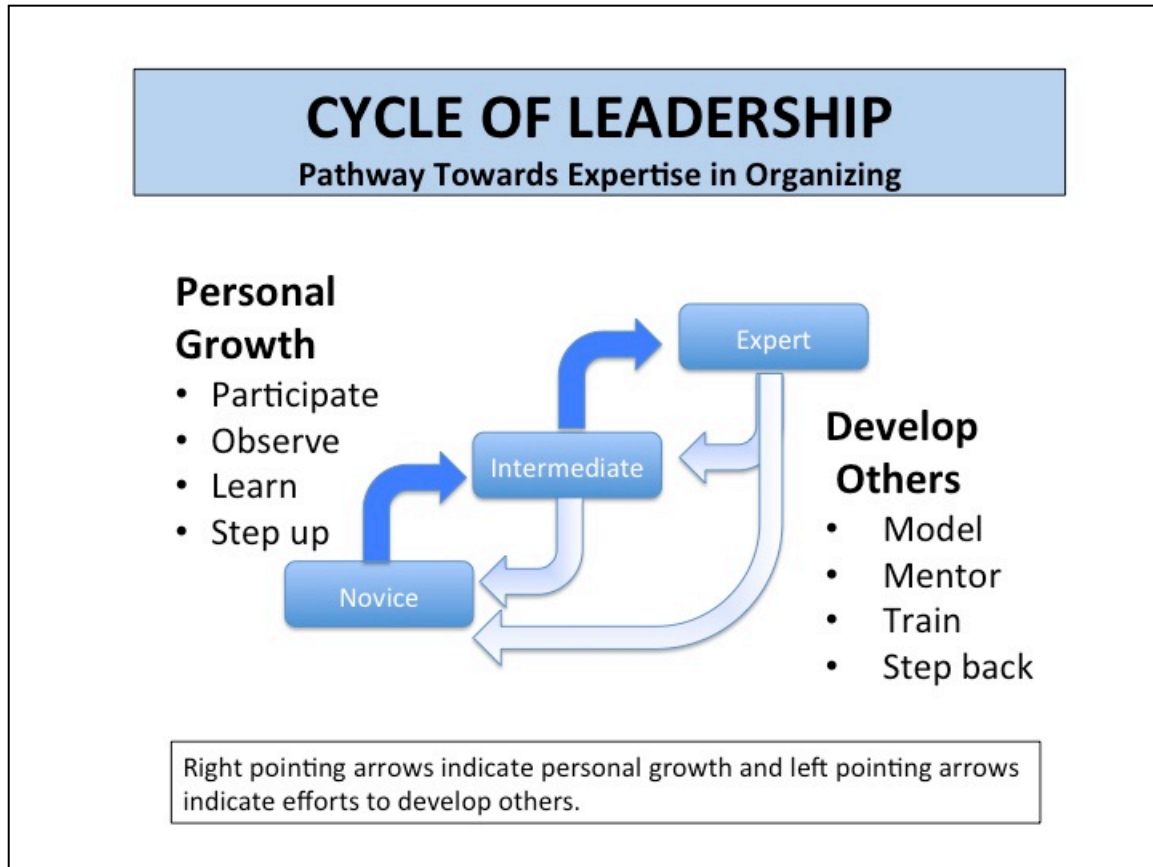 CYCLE OF LEADERSHIP
Pathway Towards Expertise in Organizing
Personal
Growth
• Participate
• Observe
• Learn
• Step up
Expert
Intermediate
Novice
Develop
Others
• Model
• Mentor
• Train
• Step back
Right pointing arrows indicate personal growth and left pointing arrows
indicate efforts to develop others.